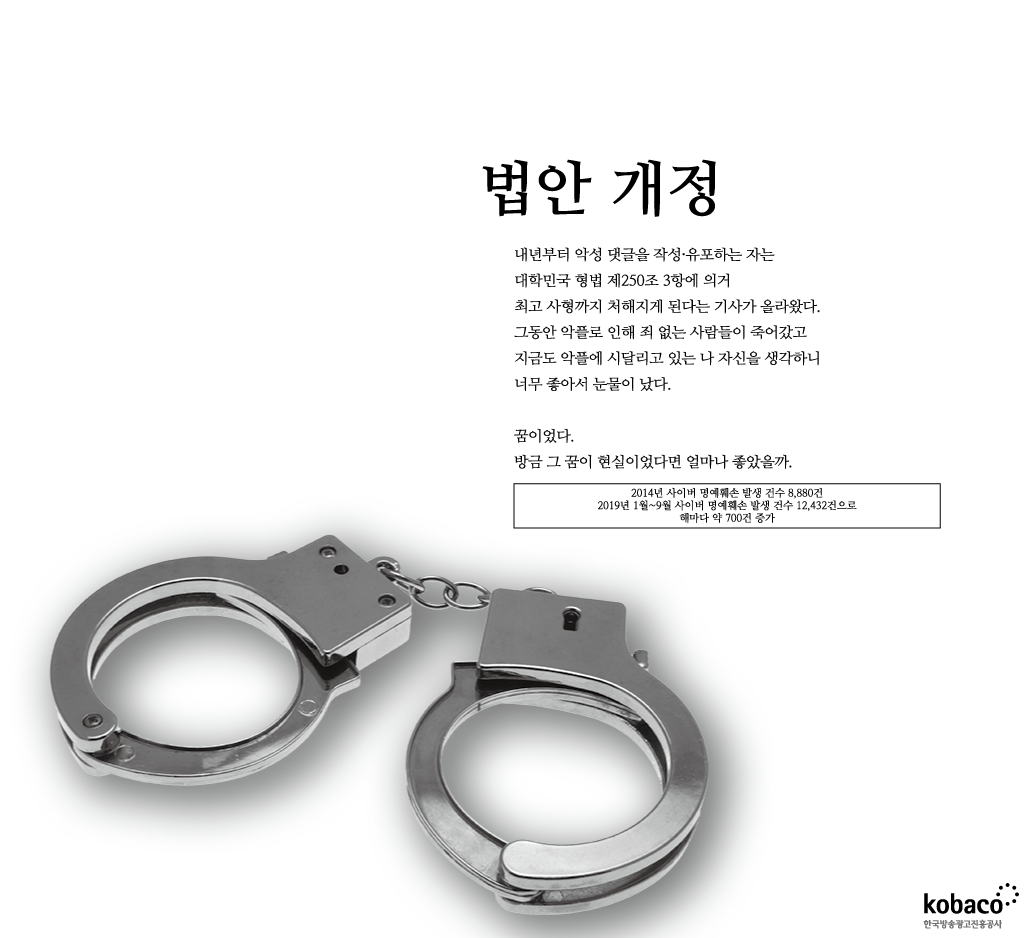 법안 개정
내년부터 악성 댓글을 작성·유포하는 자는
대학민국 형법 제250조 3항에 의거
최고 사형까지 처해지게 된다는 기사가 올라왔다.
그동안 악플로 인해 죄 없는 사람들이 죽어갔고
지금도 악플에 시달리고 있는 나 자신을 생각하니
너무 좋아서 눈물이 났다.
꿈이었다.
방금 그 꿈이 현실이었다면 얼마나 좋았을까.
2014년 사이버 명예훼손 발생 건수 8,880건
2019년 1월~9월 사이버 명예훼손 발생 건수 12,432건으로
해마다 약 700건 증가
kobaco
한국방송광고진흥공사